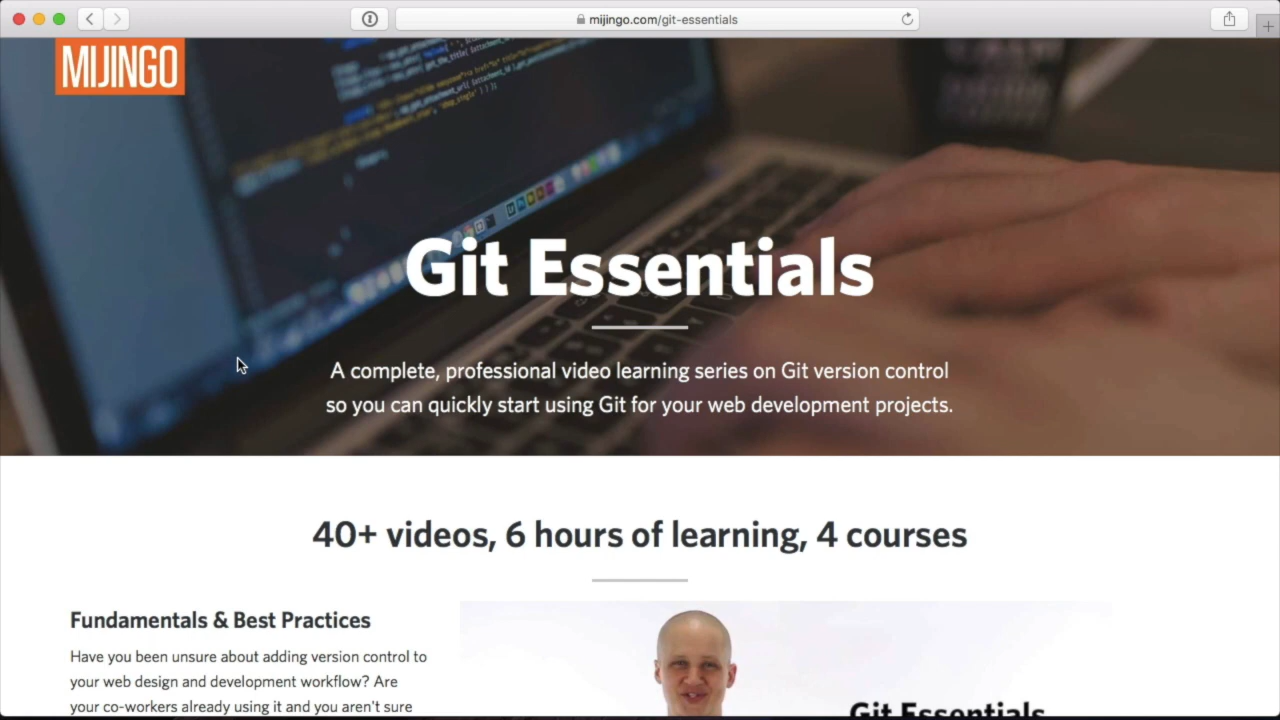 mijingo.com/git-essentials
MIJINGO
Git Essentials
A complete, professional video learning series on Git version control
so you can quickly start using Git for your web development projects.
40+ videos, 6 hours of learning, 4 courses
Fundamentals & Best Practices
Have you been unsure about adding version control to
your web design and development workflow? Are
your co-workers already using it and you aren't sure
Git Essentials